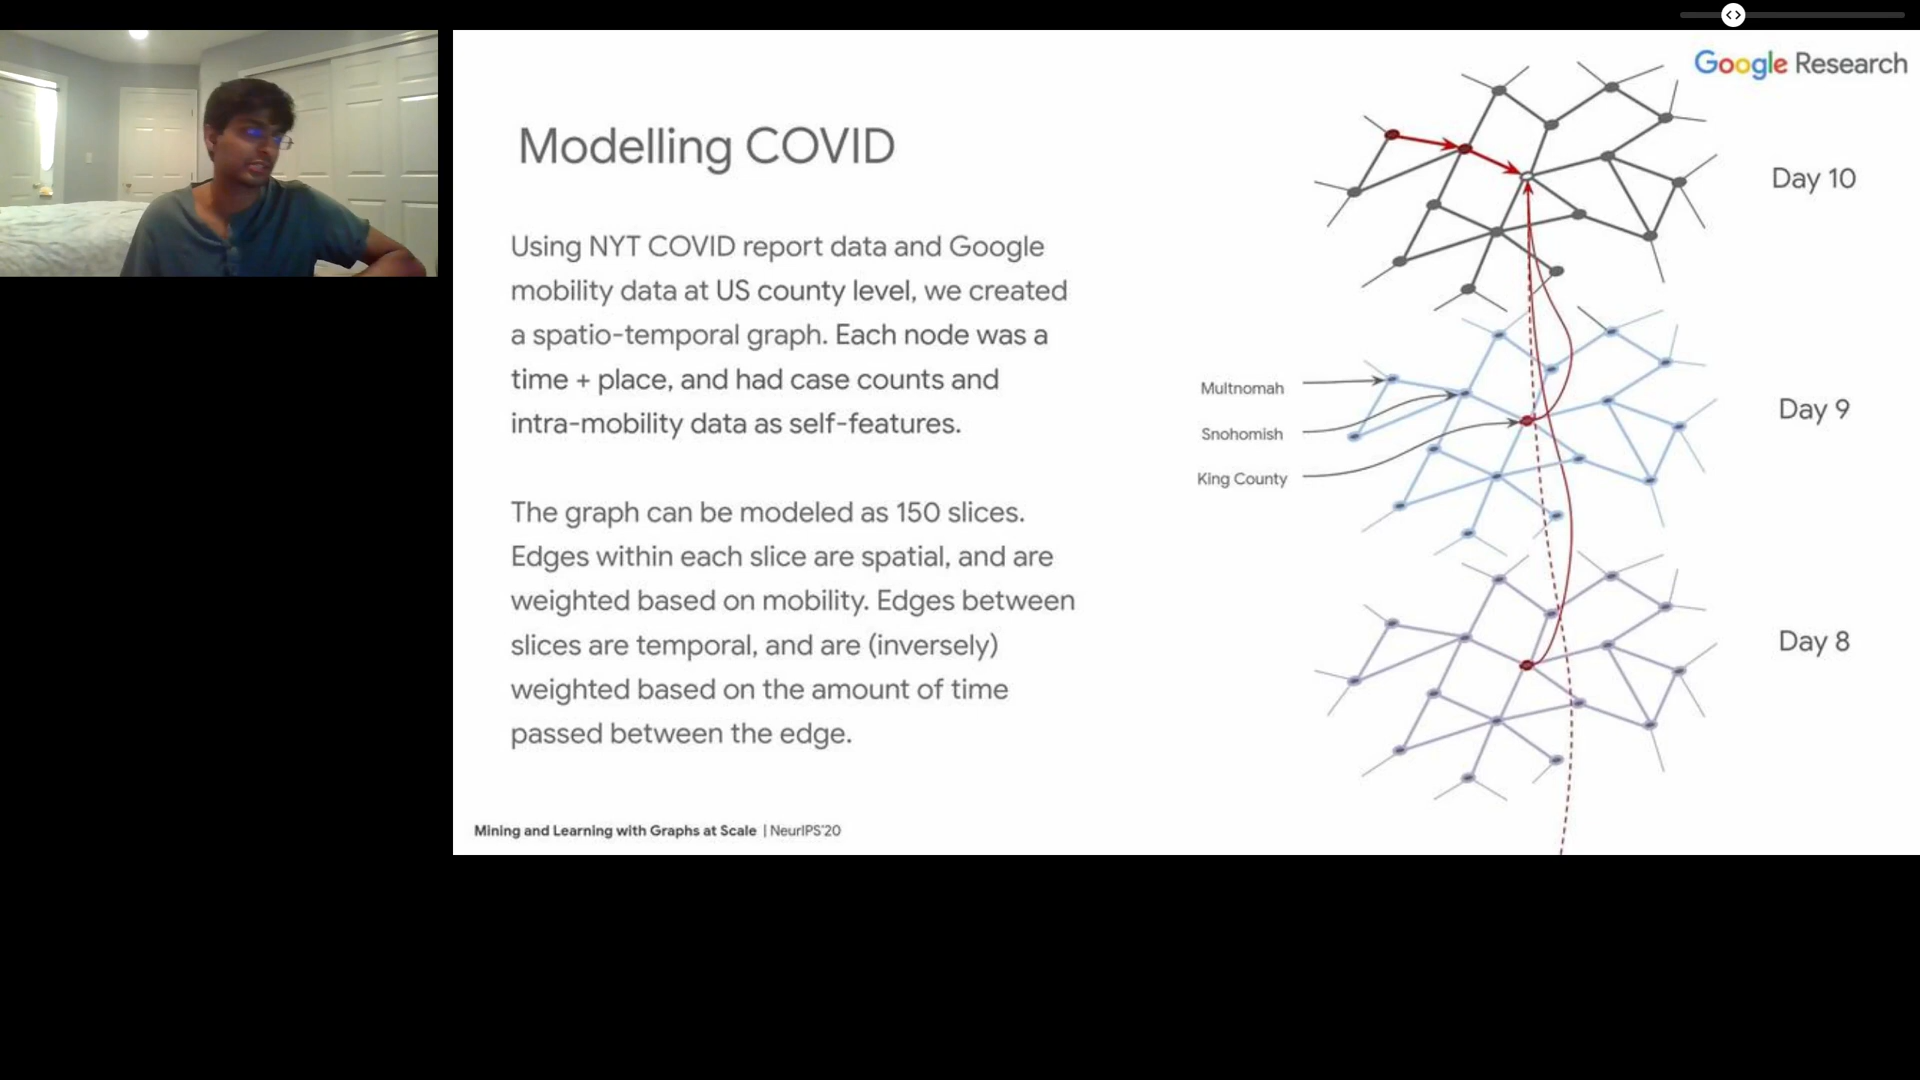 Google Research
Modelling COVID
Using NYT COVID report data and Google
mobility data at US county level, we created
a spatio-temporal graph. Each node was a
time + place, and had case counts and
intra-mobility data as self-features.
The graph can be modeled as 150 slices.
Edges within each slice are spatial, and are
weighted based on mobility. Edges between
slices are temporal, and are (inversely)
weighted based on the amount of time
passed between the edge.
Day 10
Multnomah
Snohomish
King County
Day 9
Day 8
Mining and Learning with Graphs at Scale | NeurIPS'20